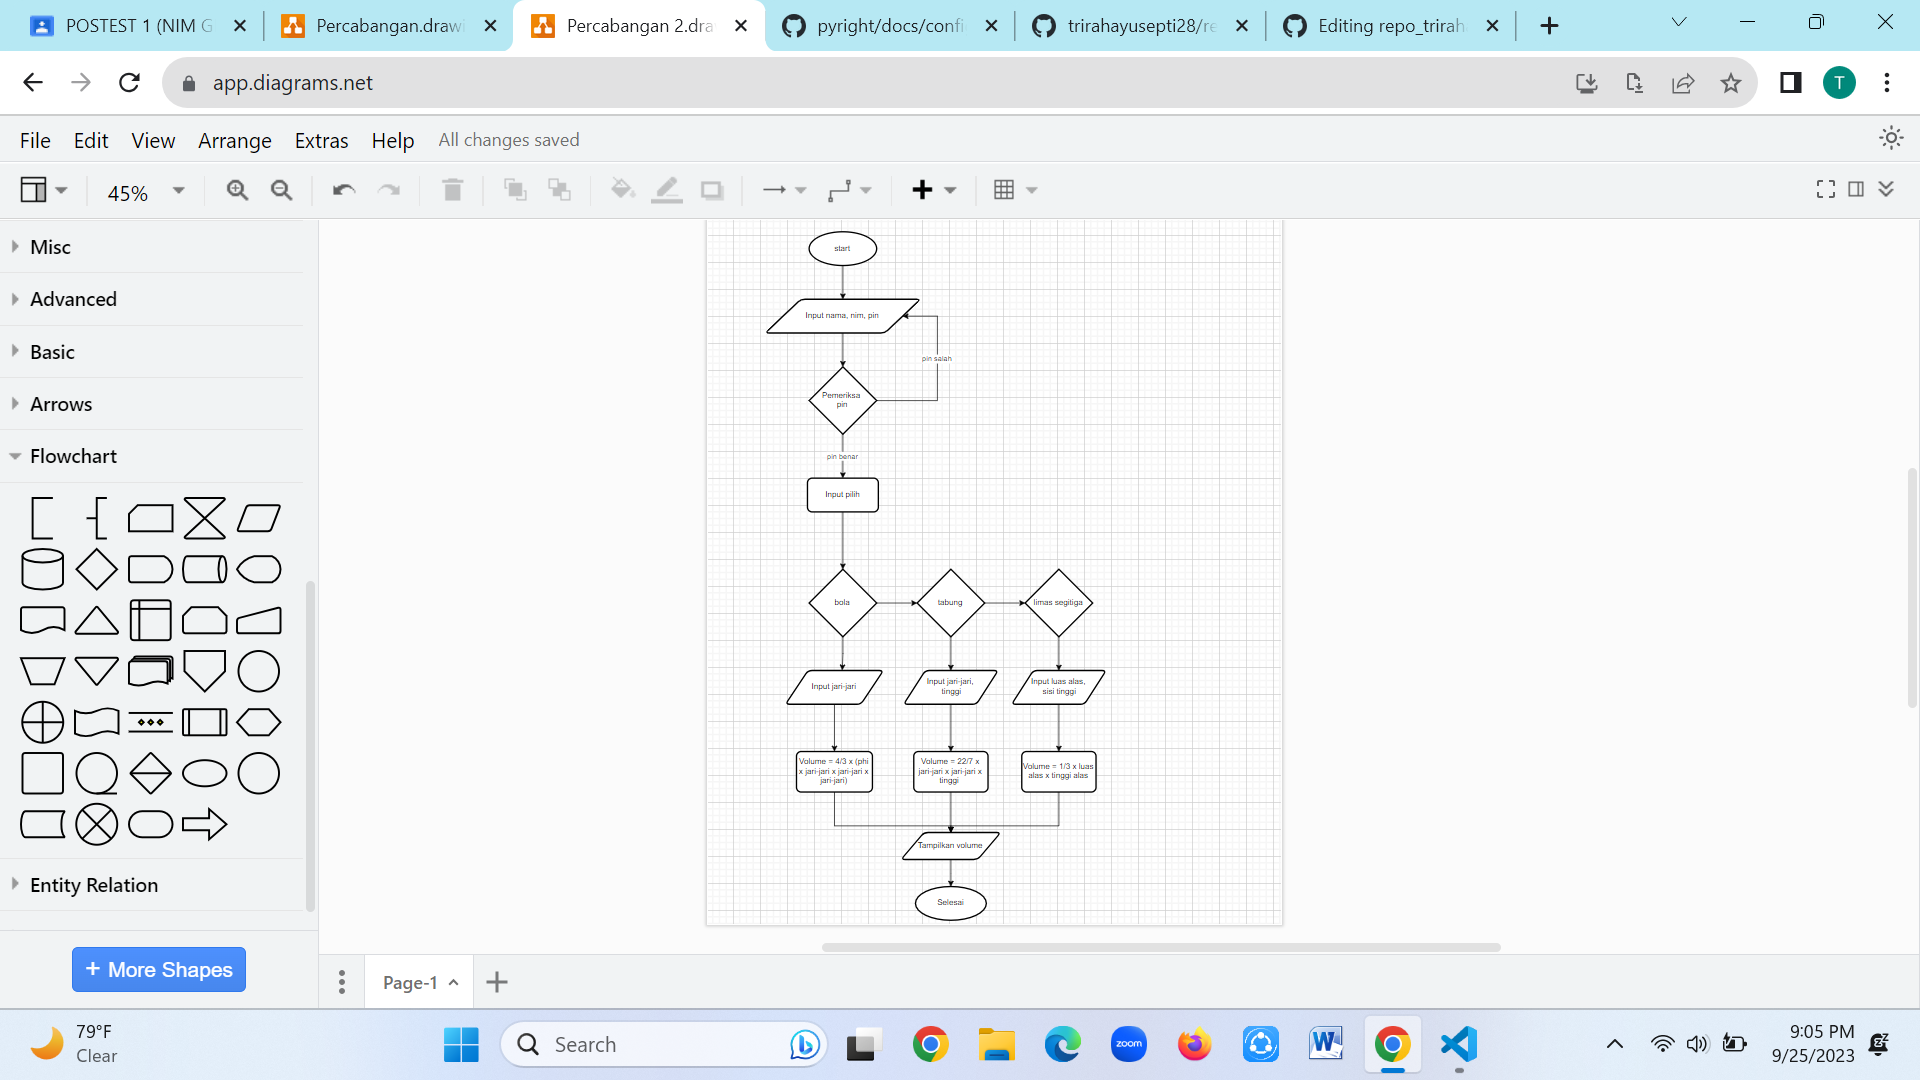 POSTEST 1 (NIM G
Percabangan.drawi
Percabangan 2.dra
pyright/docs/confi
trirahayusepti28/re
Editing repo_trirah
app.diagrams.net
T
File Edit View Arrange Extras Help All changes saved
45%
Misc
Advanced
Basic
Arrows
Flowchart
Entity Relation
+ More Shapes
start
Input nama, nim, pin
pin salah
Pemeriksa
pin
pin benar
Input pilih
bola
tabung
limas segitiga
Input jari-jari
Input jari-jari,
tinggi
Input luas alas,
sisi tinggi
Volume = 4/3 x (phi
x jari-jari x jari-jari x
jari-jari)
Volume = 22/7 x
jari-jari x jari-jari x
tinggi
Volume = 1/3 x luas
alas x tinggi alas
Tampilkan volume
Selesai
Page-1
79°F
Clear
Search
zoom
W
9:05 PM
9/25/2023